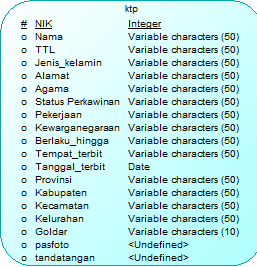 ktp
# NIK Integer
o Nama Variable characters (50)
o TTL Variable characters (50)
o Jenis_kelamin Variable characters (50)
o Alamat Variable characters (50)
o Agama Variable characters (50)
o Status Perkawinan Variable characters (50)
o Pekerjaan Variable characters (50)
o Kewarganegaraan Variable characters (50)
o Berlaku_hingga Variable characters (50)
o Tempat_terbit Variable characters (50)
o Tanggal_terbit Date
o Provinsi Variable characters (50)
o Kabupaten Variable characters (50)
o Kecamatan Variable characters (50)
o Kelurahan Variable characters (50)
o Goldar Variable characters (10)
o pasfoto <Undefined>
o tandatangan <Undefined>